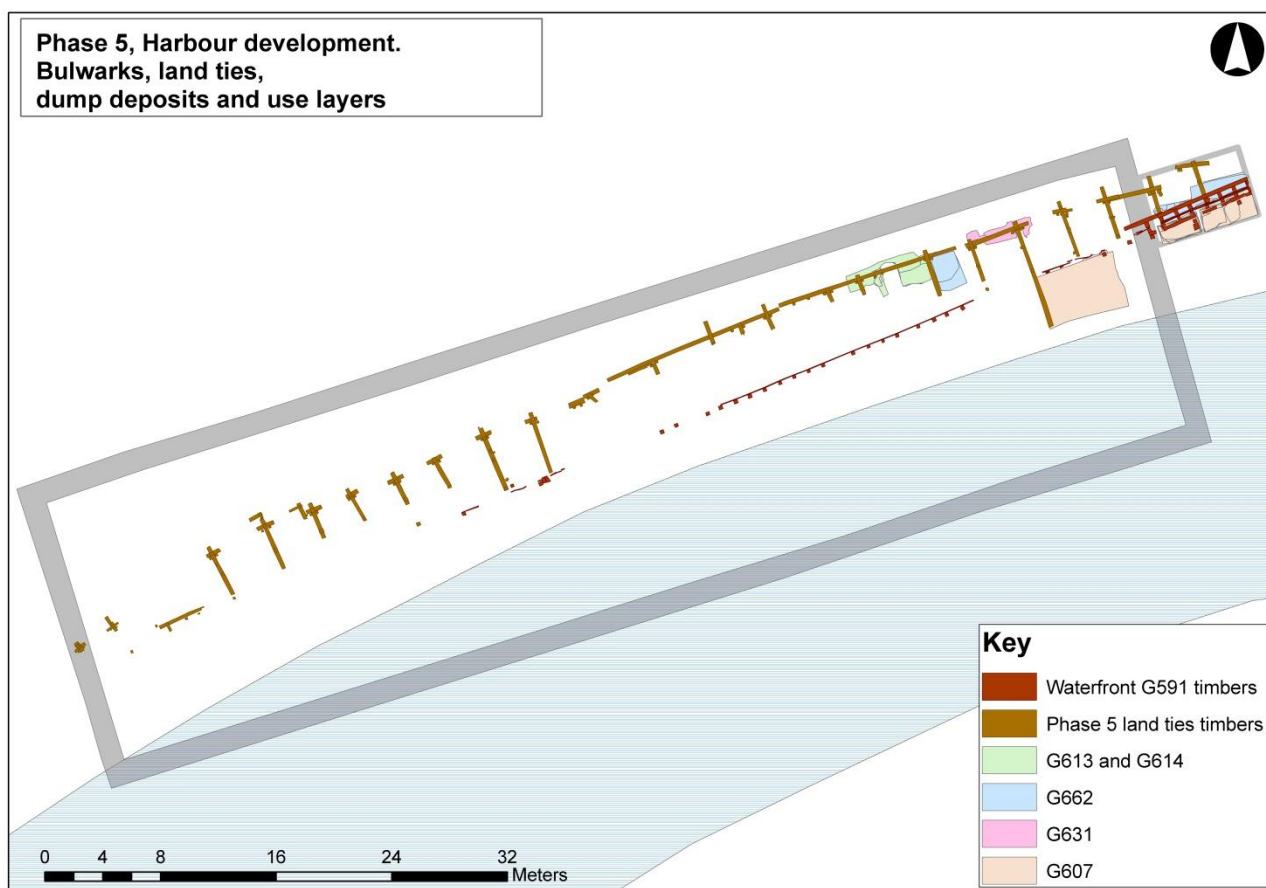 Phase 5, Harbour development.
Bulwarks, land ties,
dump deposits and use layers
Key
Waterfront G591 timbers
Phase 5 land ties timbers
G613 and G614
G662
G631
G607
0 4 8 16 24 32
Meters